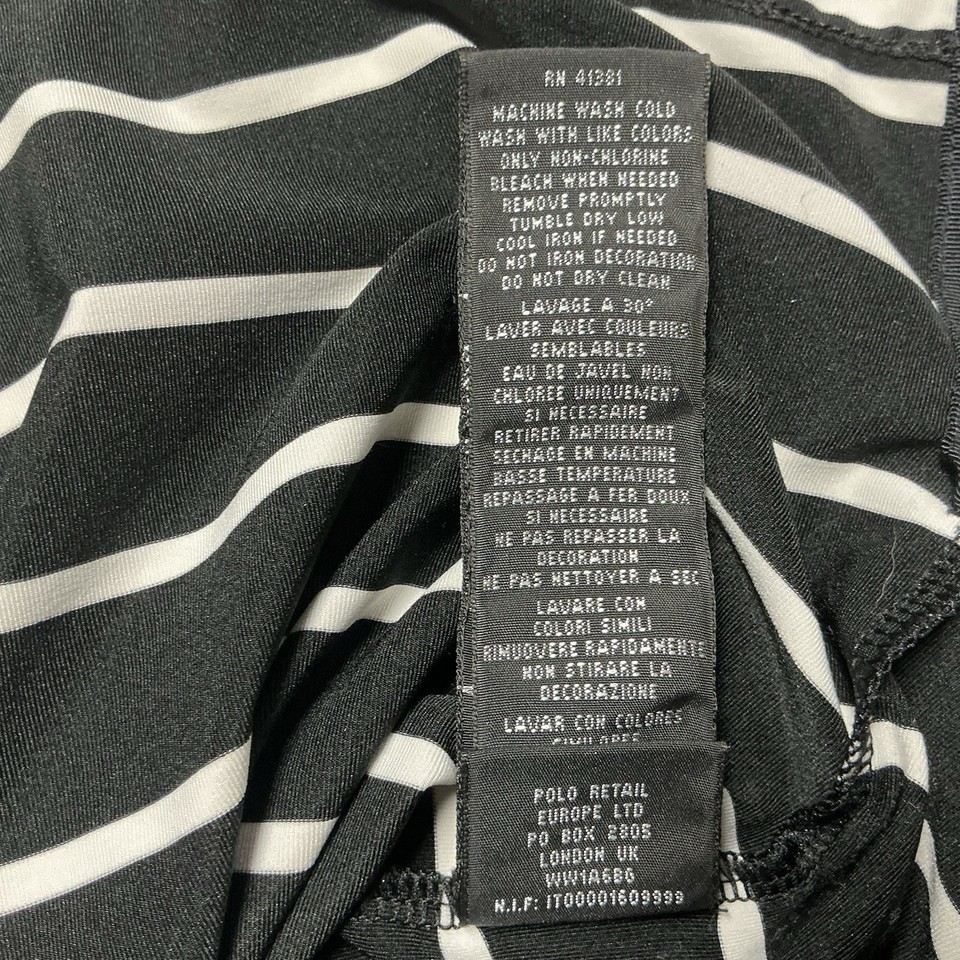 RN 41381
MACHINE WASH COLD
WASH WITH LIKE COLORS
ONLY NON-CHLORINE
BLEACH WHEN NEEDED
REMOVE PROMPTLY
TUMBLE DRY LOW
COOL IRON IF NEEDED
DO NOT IRON DECORATION
DO NOT DRY CLEAN
LAVAGE A 30°
LAVER AVEC COULEURS
SEMBLABLES
EAU DE JAVEL NON
CHLOREE UNIQUEMENT
SI NECESSAIRE
RETIRER RAPIDEMENT
SECHAGE EN MACHINE
BASSE TEMPERATURE
REPASSAGE A FER DOUX
SI NECESSAIRE
NE PAS REPASSER LA
DECORATION
NE PAS NETTOYER A SEC
LAVARE CON
COLORI SIMILI
RIMUOVERE RAPIDAMENTE
NON STIRARE LA
DECORAZIONE
LAVAR CON COLORES
POLO RETAIL
EUROPE LTD
PO BOX 2805
LONDON UK
WW1A6BG
N.I.F: IT00001609999